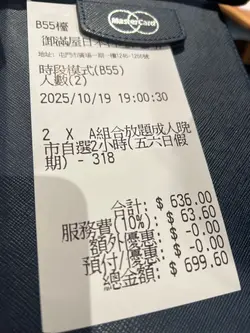 MasterCard
B55檯
御滿屋日本
時段模式(B55)
人數(2)
2025/10/19 19:00:30
2 X A組合放題成人晚
市自選2小時(五六日假
期) - 318
合計: $ 636.00
服務費(10%): $ 63.60
額外優惠: $ -0.00
預付/優惠: $ -0.00
總金額: $ 699.60